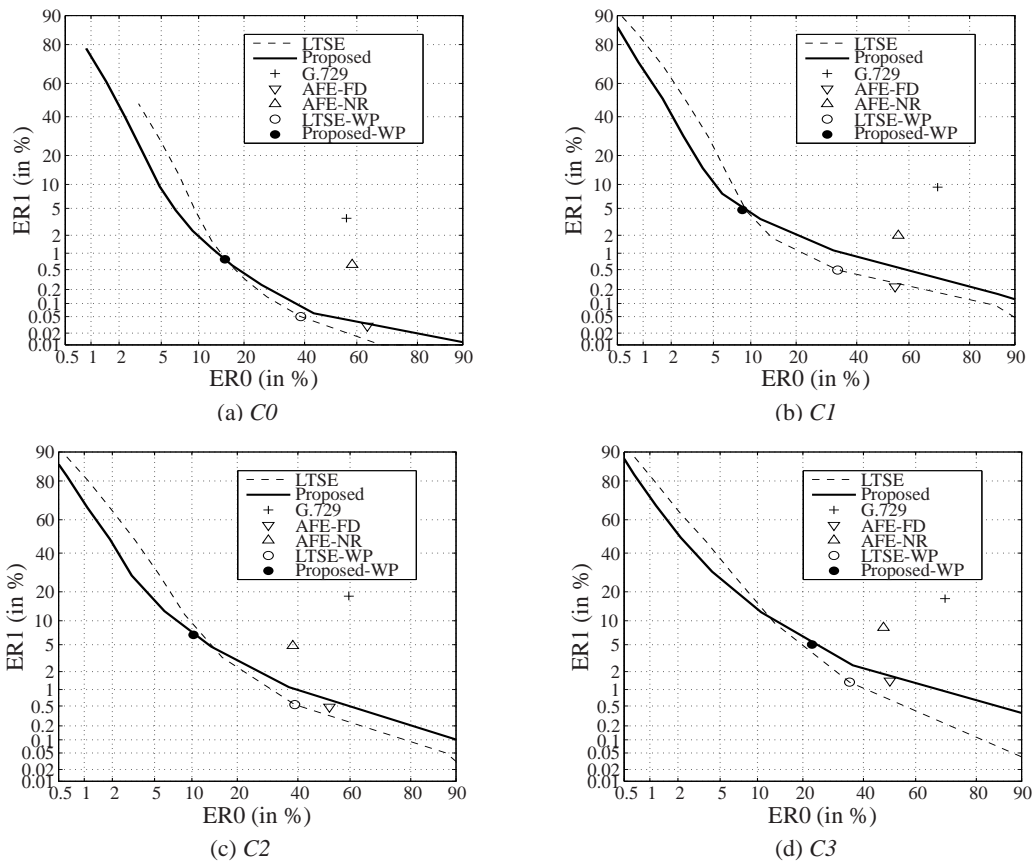 90
80
60
40
20
10
5
2
1
0.5
0.2
0.1
0.05
0.02
0.01
ER1 (in %)
0.5 1 2 5 10 20 40 60 80 90
ER0 (in %)
LTSE
Proposed
G.729
AFE-FD
AFE-NR
LTSE-WP
Proposed-WP
(a) C0
90
80
60
40
20
10
5
2
1
0.5
0.2
0.1
0.05
0.02
0.01
ER1 (in %)
0.5 1 2 5 10 20 40 60 80 90
ER0 (in %)
LTSE
Proposed
G.729
AFE-FD
AFE-NR
LTSE-WP
Proposed-WP
(b) C1
90
80
60
40
20
10
5
2
1
0.5
0.2
0.1
0.05
0.02
0.01
ER1 (in %)
0.5 1 2 5 10 20 40 60 80 90
ER0 (in %)
LTSE
Proposed
G.729
AFE-FD
AFE-NR
LTSE-WP
Proposed-WP
(c) C2
90
80
60
40
20
10
5
2
1
0.5
0.2
0.1
0.05
0.02
0.01
ER1 (in %)
0.5 1 2 5 10 20 40 60 80 90
ER0 (in %)
LTSE
Proposed
G.729
AFE-FD
AFE-NR
LTSE-WP
Proposed-WP
(d) C3